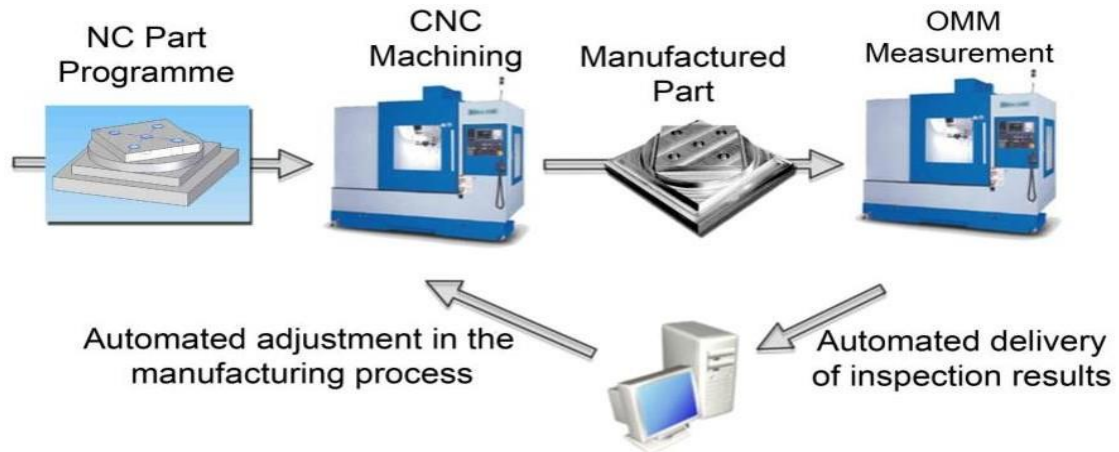 NC Part
Programme
CNC
Machining
Manufactured
Part
OMM
Measurement
Automated adjustment in the
manufacturing process
Automated delivery
of inspection results